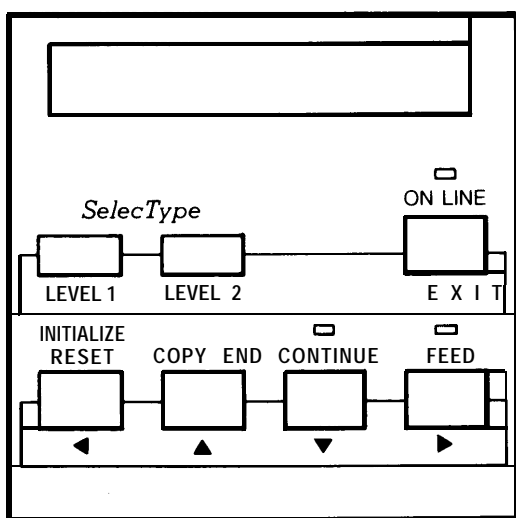 ON LINE
SelecType
LEVEL 1 LEVEL 2 EXIT
INITIALIZE
RESET COPY END CONTINUE FEED